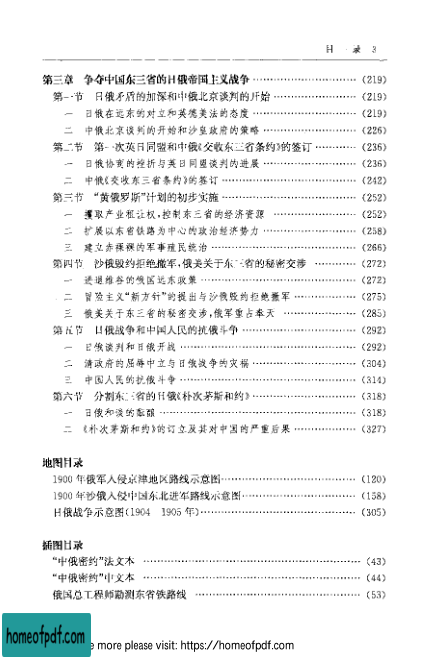 目录 3
第三章 争夺中国东三省的日俄帝国主义战争 …… (219)
第一节 日俄矛盾的加深和中俄北京谈判的开始 …… (219)
一 日俄在远东的对立和英德美法的态度 …… (219)
二 中俄北京谈判的开始和沙皇政府的策略 …… (226)
第二节 第一次英日同盟和中俄《交收东三省条约》的签订 …… (236)
一 日俄协商的挫折与英日同盟谈判的进展 …… (236)
二 中俄《交收东三省条约》的签订 …… (242)
第三节 “黄俄罗斯”计划的初步实施 …… (252)
一 攫取产业租让权，控制东三省的经济资源 …… (252)
二 扩展以东省铁路为中心的政治经济势力 …… (258)
三 建立赤裸裸的军事殖民统治 …… (266)
第四节 沙俄毁约拒绝撤军，俄美关于东三省的秘密交涉 …… (272)
一 进退维谷的俄国远东政策 …… (272)
二 冒险主义“新方针”的提出与沙俄毁约拒绝撤军 …… (275)
三 俄美关于东三省的秘密交涉，俄军重占奉天 …… (285)
第五节 日俄战争和中国人民的抗俄斗争 …… (292)
一 日俄谈判和日俄开战 …… (292)
二 清政府的屈辱中立与日俄战争的灾祸 …… (304)
三 中国人民的抗俄斗争 …… (314)
第六节 分割东三省的日俄《朴次茅斯和约》 …… (318)
一 日俄和谈的酝酿 …… (318)
二 《朴次茅斯和约》的订立及其对中国的严重后果 …… (327)
地图目录
1900年俄军入侵京津地区路线示意图 …… (120)
1900年沙俄入侵中国东北进军路线示意图 …… (158)
日俄战争示意图(1904—1905年) …… (305)
插图目录
“中俄密约”法文本 …… (43)
“中俄密约”中文本 …… (44)
俄国总工程师勘测东省铁路线 …… (53)
homeofpdf.com
e more please visit: https://homeofpdf.com